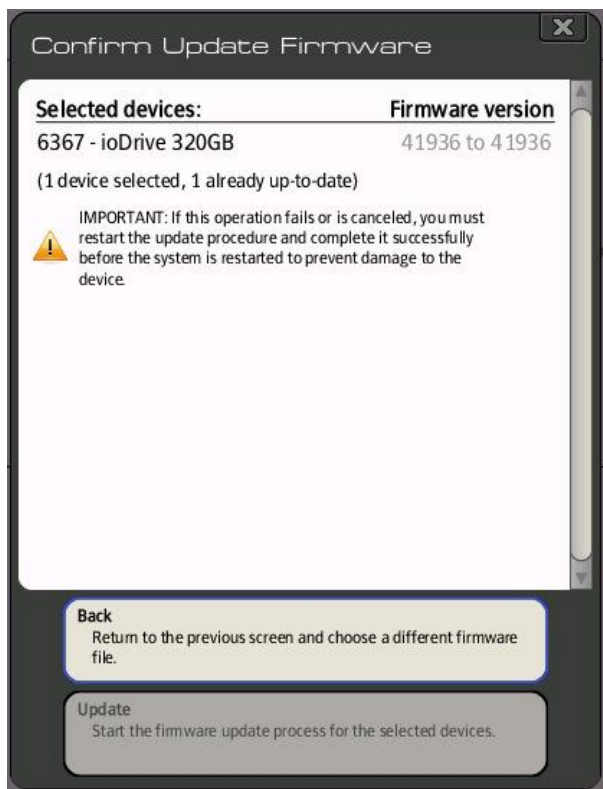 Confirm Update Firmware
X
Selected devices: Firmware version
6367 - ioDrive 320GB 41936 to 41936
(1 device selected, 1 already up-to-date)
IMPORTANT: If this operation fails or is canceled, you must
restart the update procedure and complete it successfully
before the system is restarted to prevent damage to the
device.
Back
Return to the previous screen and choose a different firmware
file.
Update
Start the firmware update process for the selected devices.